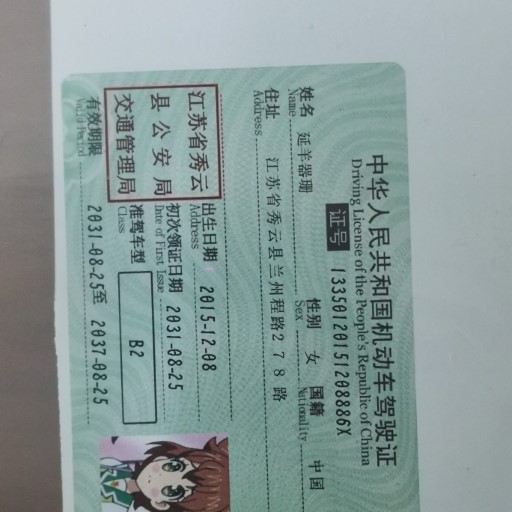 中华人民共和国机动车驾驶证
Driving License of the People's Republic of China
证号 13350120151208886X
姓名 延羊器珊 性别 女 国籍 中国
Name Sex Nationality
住址 江苏省秀云县兰州程路278路
Address
江苏省秀云
县公安局
交通管理局
出生日期 2015-12-08
Address
初次领证日期 2031-08-25
Date of First Issue
准驾车型 B2
Class
有效期限 2031-08-25至 2037-08-25
Valid Period